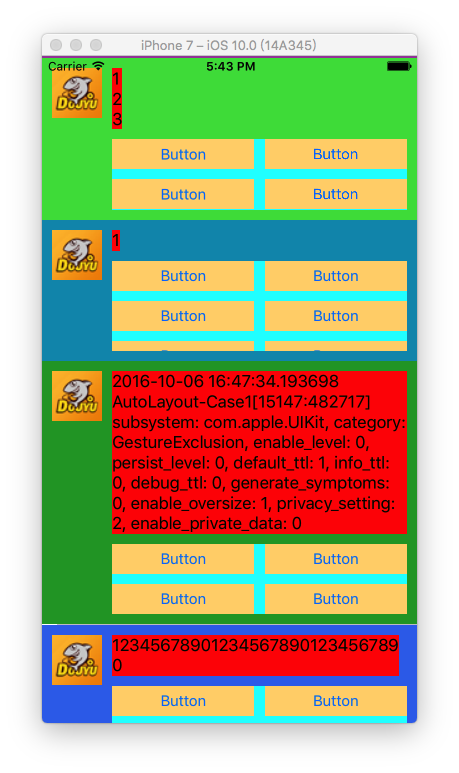 iPhone 7 – iOS 10.0 (14A345)
Carrier 5:43 PM
DOUYU
1
2
3
Button Button
Button Button
DOUYU
1
Button Button
Button Button
DOUYU
2016-10-06 16:47:34.193698
AutoLayout-Case1[15147:482717]
subsystem: com.apple.UIKit, category:
GestureExclusion, enable_level: 0,
persist_level: 0, default_ttl: 1, info_ttl:
0, debug_ttl: 0, generate_symptoms:
0, enable_oversize: 1, privacy_setting:
2, enable_private_data: 0
Button Button
Button Button
DOUYU
12345678901234567890123456789
0
Button Button